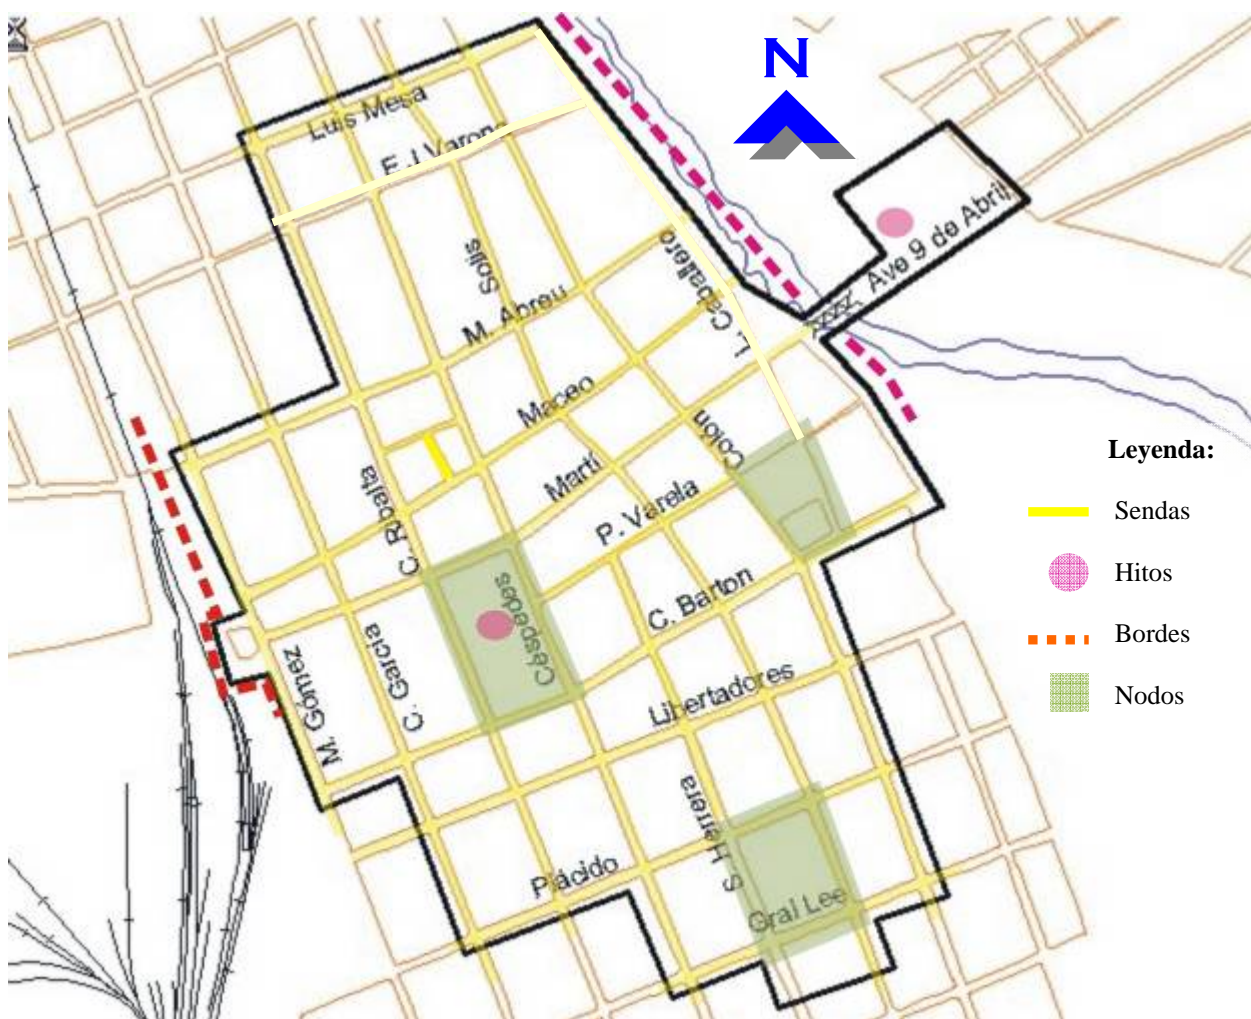 N
Luis Mesa
E.J.Varona
Solis
M. Abreu
L. Caballero
Ave 9 de Abril
Maceo
Colón
Martí
C. Ribalta
P. Varela
Céspedes
C. Barton
C. García
M. Gómez
Libertadores
S. Herrera
Plácido
Gral Lee
Leyenda:
Sendas
Hitos
Bordes
Nodos